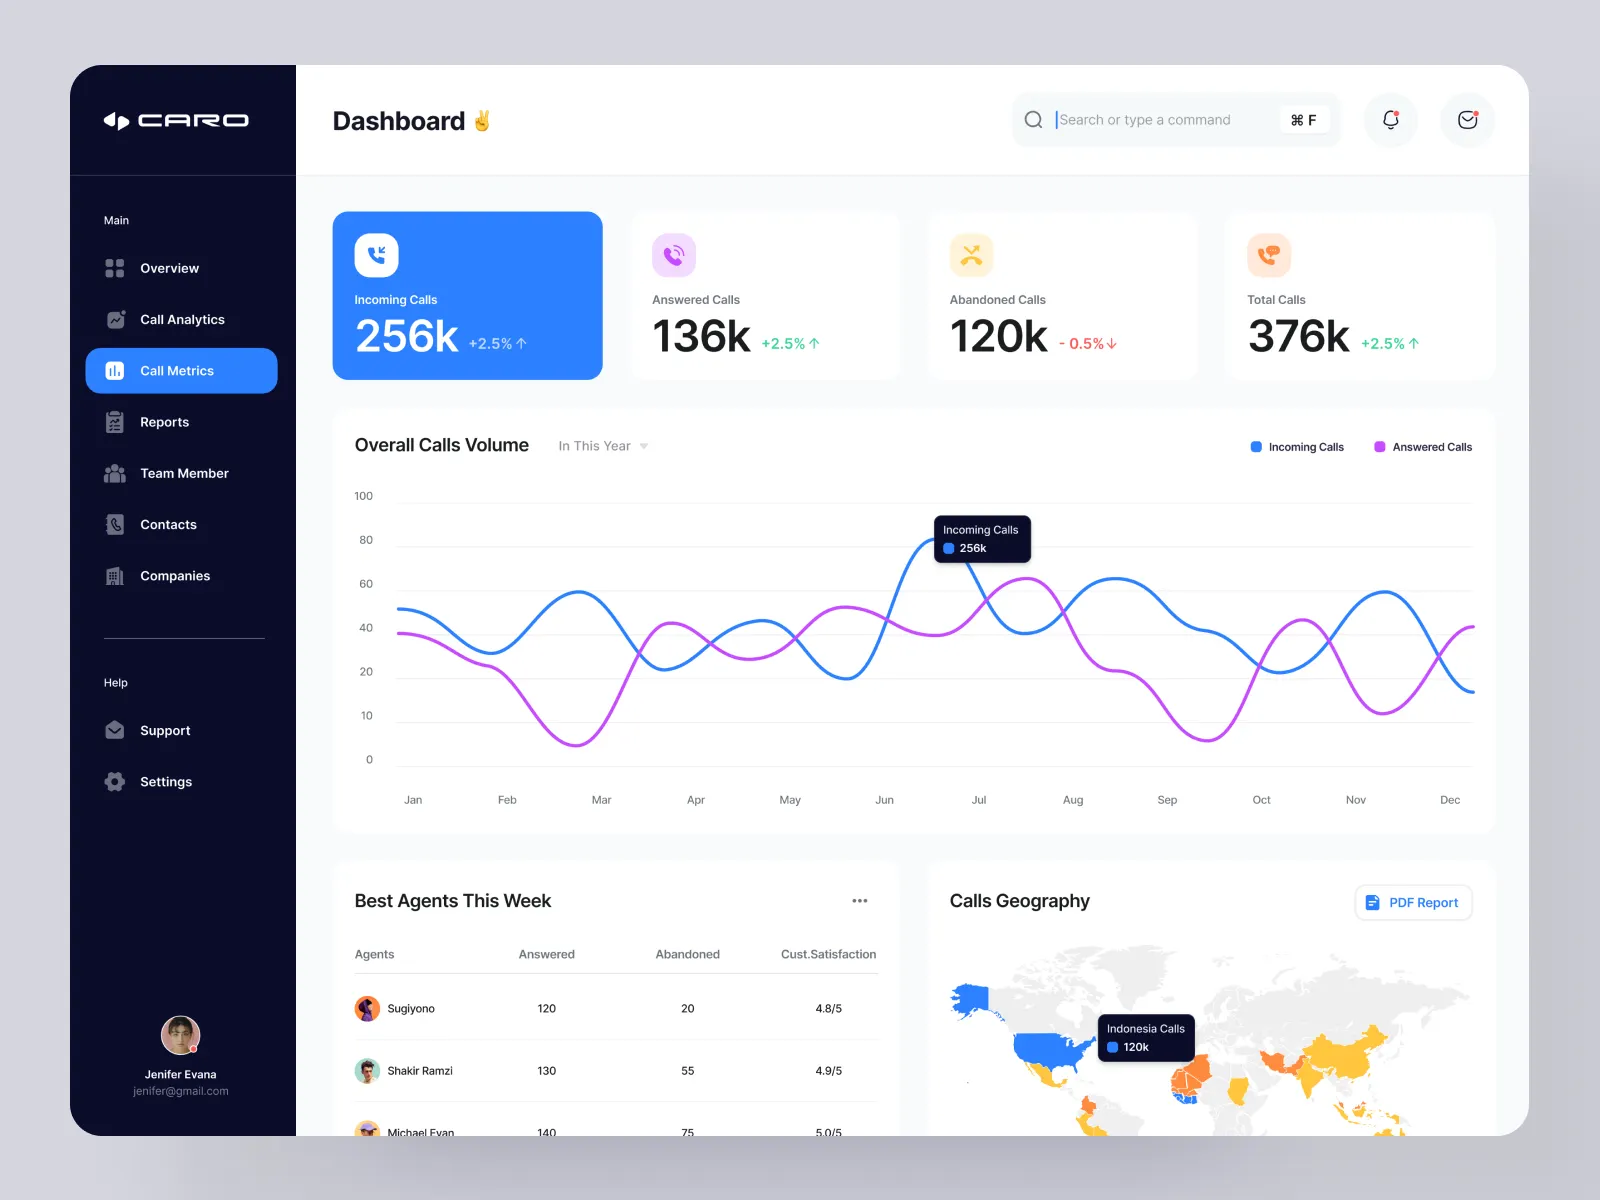 CARO
Dashboard ✌️
Search or type a command
⌘ F
Main
Overview
Call Analytics
Call Metrics
Reports
Team Member
Contacts
Companies
Help
Support
Settings
Jenifer Evana
jenifer@gmail.com
Incoming Calls
256k +2.5% ↑
Answered Calls
136k +2.5% ↑
Abandoned Calls
120k - 0.5% ↓
Total Calls
376k +2.5% ↑
Overall Calls Volume In This Year
Incoming Calls Answered Calls
100
80
60
40
20
10
0
Incoming Calls
256k
Jan Feb Mar Apr May Jun Jul Aug Sep Oct Nov Dec
Best Agents This Week
Agents Answered Abandoned Cust.Satisfaction
Sugiyono 120 20 4.8/5
Shakir Ramzi 130 55 4.9/5
Michael Evan 140 75 5.0/5
Calls Geography
PDF Report
Indonesia Calls
120k